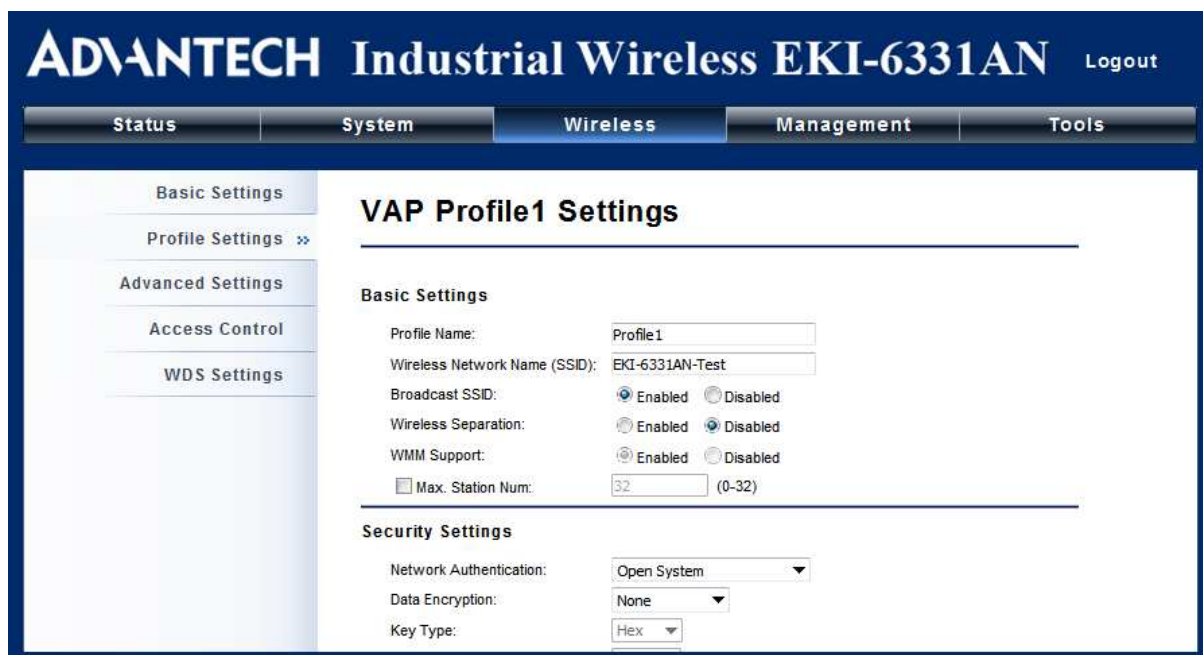 ADVANTECH Industrial Wireless EKI-6331AN Logout
Status System Wireless Management Tools
Basic Settings
Profile Settings »
Advanced Settings
Access Control
WDS Settings
VAP Profile1 Settings
Basic Settings
Profile Name: Profile1
Wireless Network Name (SSID): EKI-6331AN-Test
Broadcast SSID: Enabled Disabled
Wireless Separation: Enabled Disabled
WMM Support: Enabled Disabled
Max. Station Num: 32 (0-32)
Security Settings
Network Authentication: Open System
Data Encryption: None
Key Type: Hex